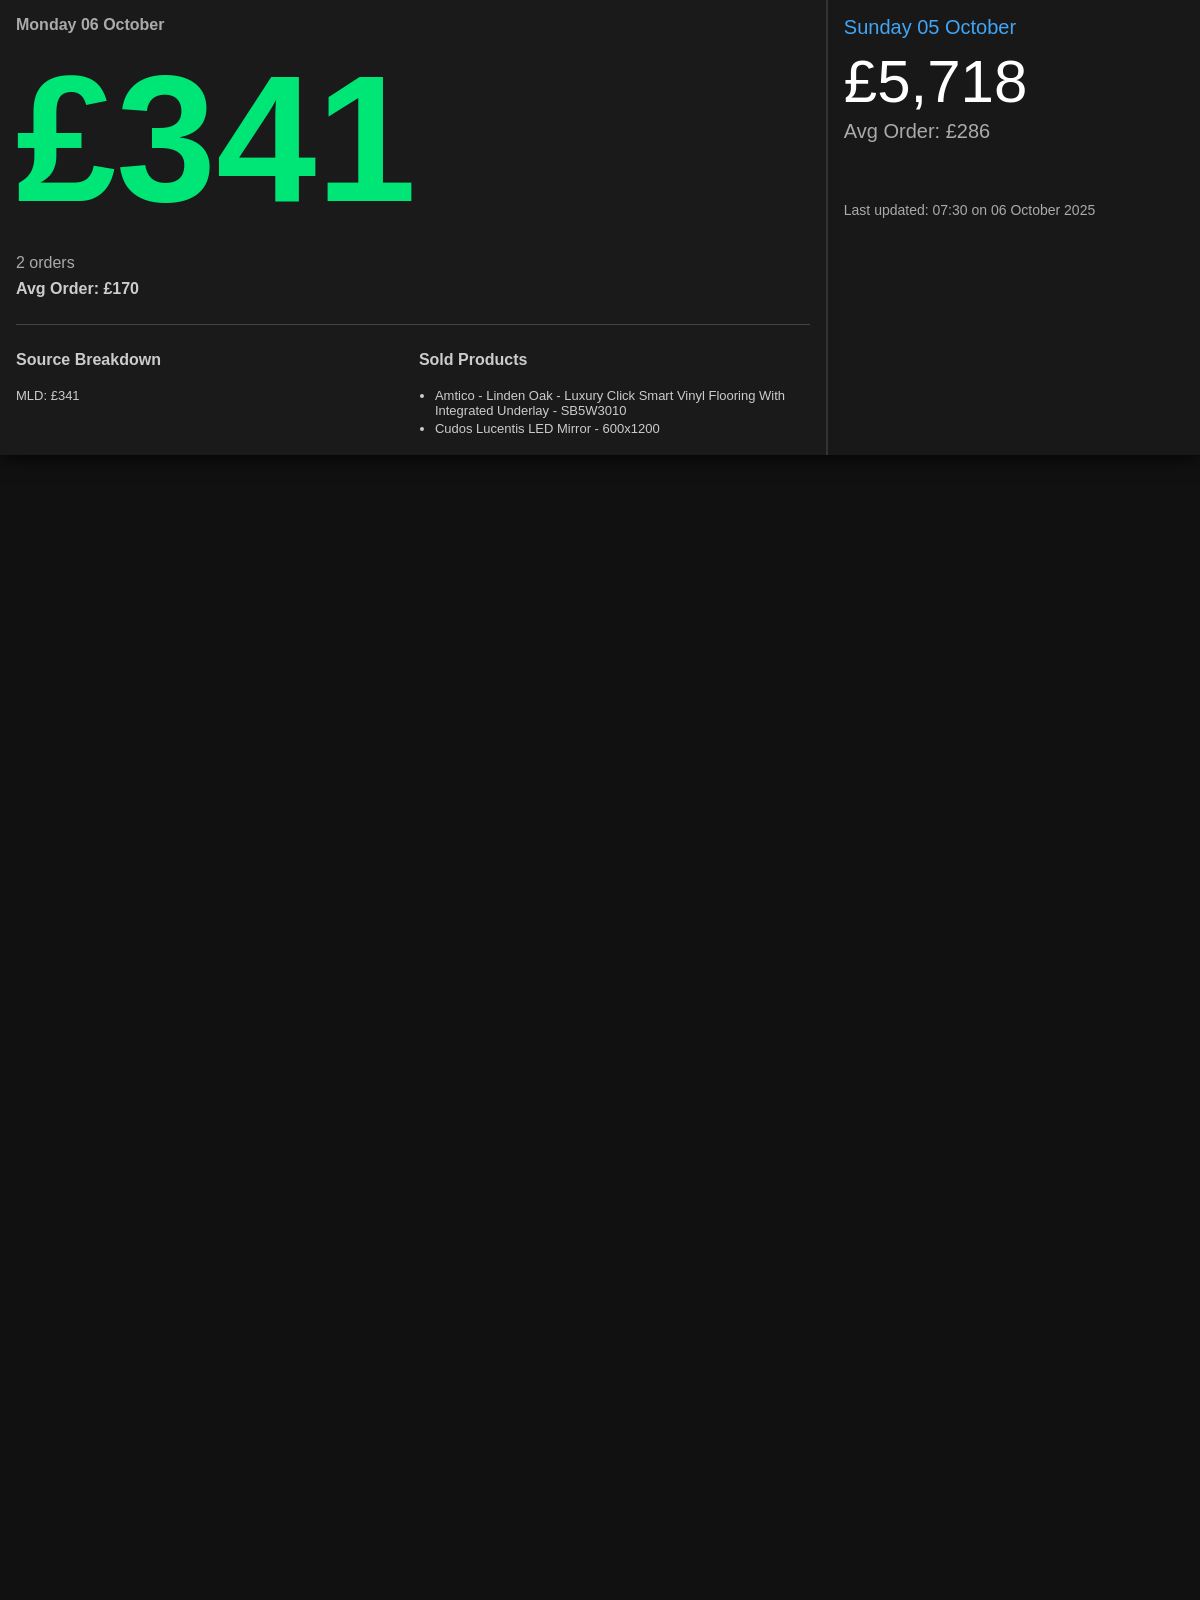 Monday 06 October
£341
2 orders
Avg Order: £170
Source Breakdown
MLD: £341
Sold Products
• Amtico - Linden Oak - Luxury Click Smart Vinyl Flooring With
Integrated Underlay - SB5W3010
• Cudos Lucentis LED Mirror - 600x1200
Sunday 05 October
£5,718
Avg Order: £286
Last updated: 07:30 on 06 October 2025